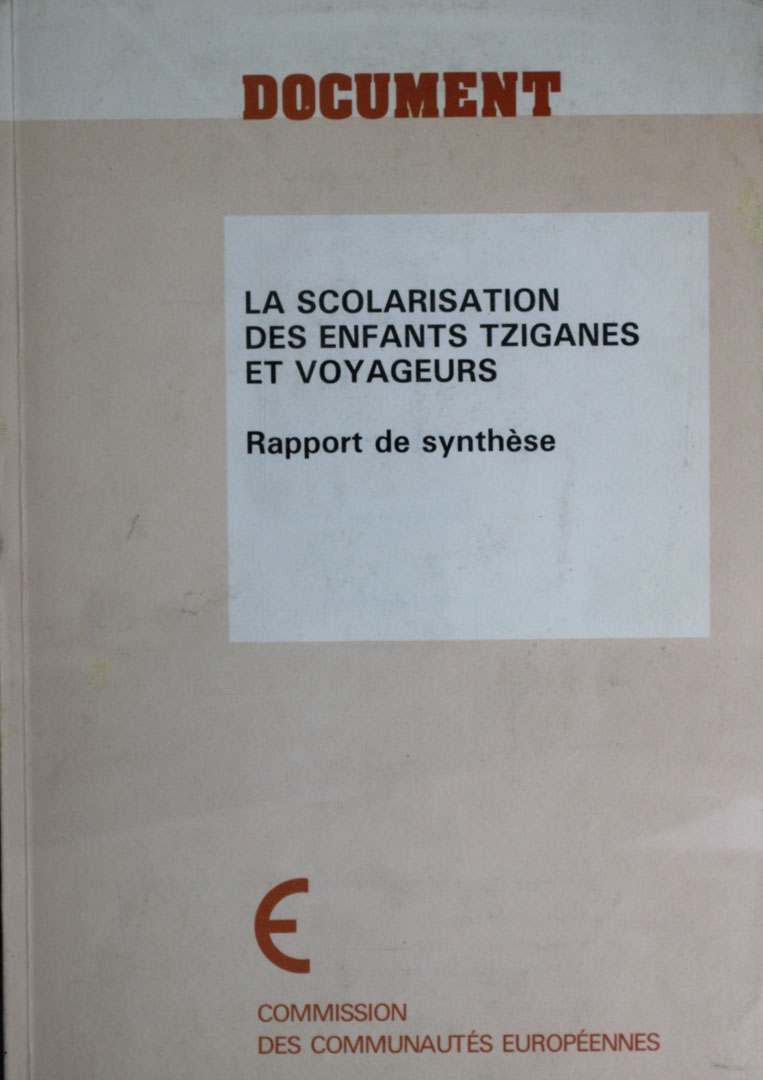 DOCUMENT
LA SCOLARISATION
DES ENFANTS TZIGANES
ET VOYAGEURS
Rapport de synthèse
COMMISSION
DES COMMUNAUTÉS EUROPÉENNES